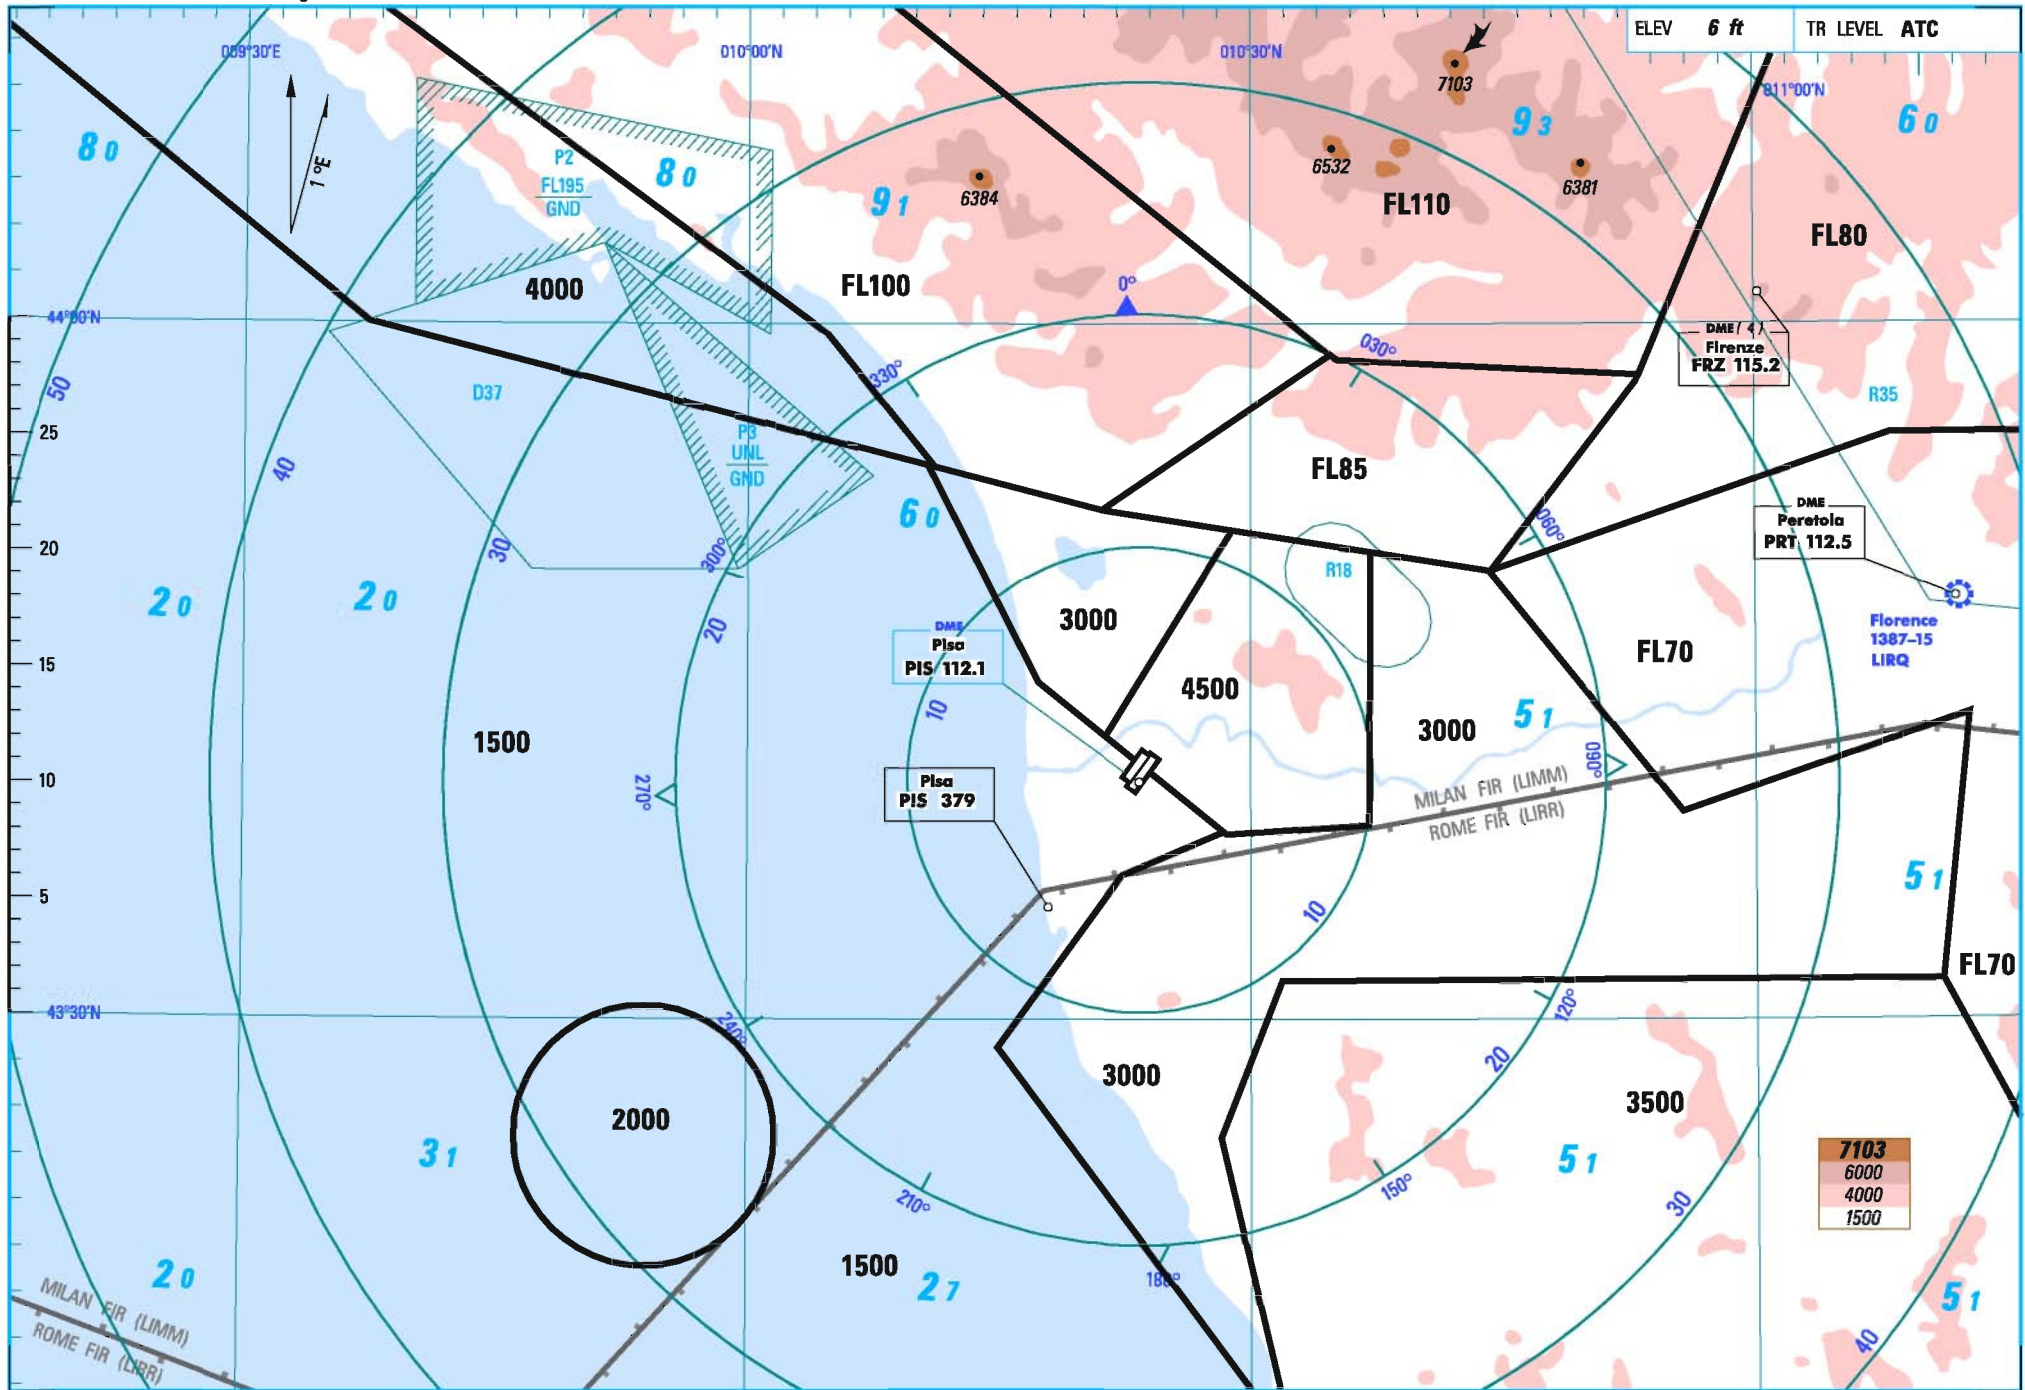 ELEV 6 ft TR LEVEL ATC
009°30'E
010°00'N
010°30'N
011°00'N
7103
80
1 °E
P2
FL195
GND
80
91
6384
6532
6381
93
60
FL110
FL80
4000
FL100
0°
44°00'N
DME( 4 )
Firenze
FRZ 115.2
330°
030°
R35
50
D37
25
P3
UNL
GND
40
FL85
60
DME
Peretola
PRT 112.5
060°
20
30
300°
R18
20
20
3000
20
Florence
1387-15
LIRQ
DME
Pisa
PIS 112.1
15
FL70
4500
10
51
3000
1500
10
270°
090°
Pisa
PIS 379
MILAN FIR (LIMM)
ROME FIR (LIRR)
5
51
10
FL70
43°30'N
240°
120°
20
3000
2000
3500
31
51
7103
6000
4000
1500
210°
150°
30
1500
20
27
180°
51
MILAN FIR (LIMM)
ROME FIR (LIRR)
40